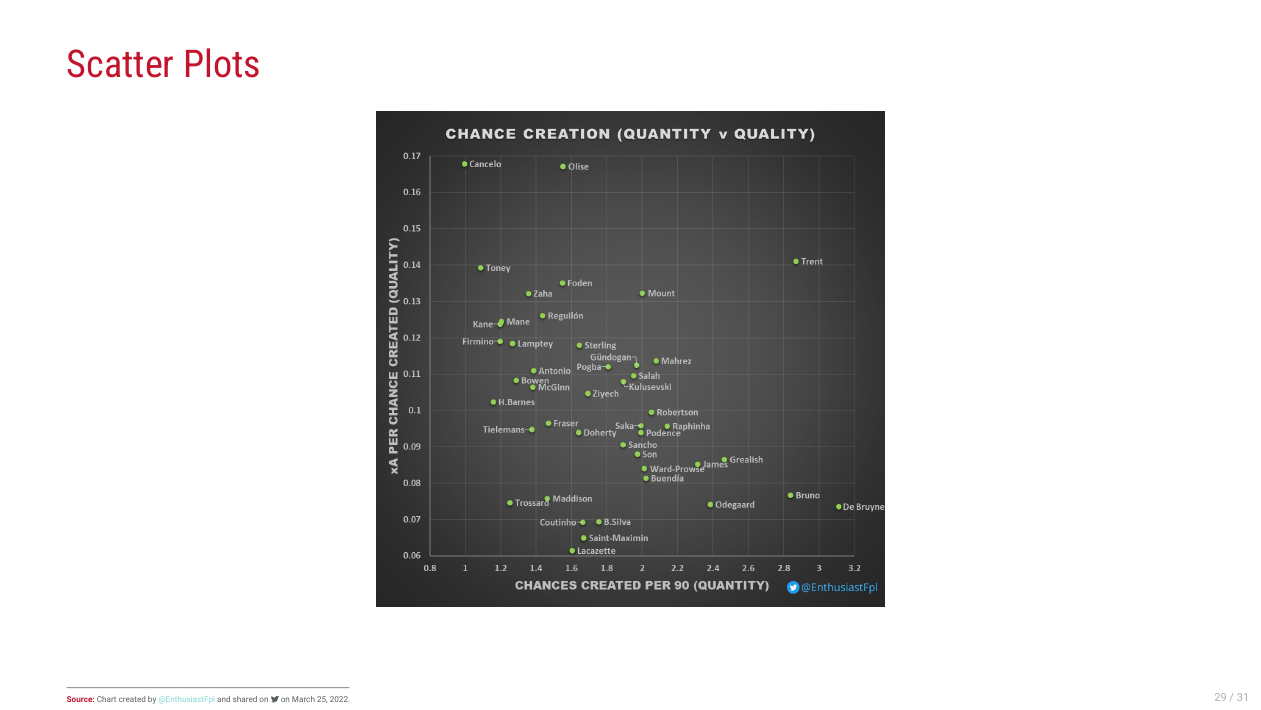 Scatter Plots
CHANCE CREATION (QUANTITY v QUALITY)
xA PER CHANCE CREATED (QUALITY)
0.17
0.16
0.15
0.14
0.13
0.12
0.11
0.1
0.09
0.08
0.07
0.06
Cancelo
Olise
Trent
Toney
Foden
Zaha
Mount
Reguilón
Kane
Mane
Firmino
Lamptey
Sterling
Gündogan
Mahrez
Pogba
Antonio
Salah
Bowen
Kulusevski
McGinn
Ziyech
H.Barnes
Robertson
Fraser
Saka
Raphinha
Tielemans
Doherty
Podence
Sancho
Son
Grealish
James
Ward-Prowse
Buendía
Bruno
Maddison
Trossard
Odegaard
De Bruyne
Coutinho
B.Silva
Saint-Maximin
Lacazette
0.8 1 1.2 1.4 1.6 1.8 2 2.2 2.4 2.6 2.8 3 3.2
CHANCES CREATED PER 90 (QUANTITY)
@EnthusiastFpl
Source: Chart created by @EnthusiastFpl and shared on on March 25, 2022.
29 / 31